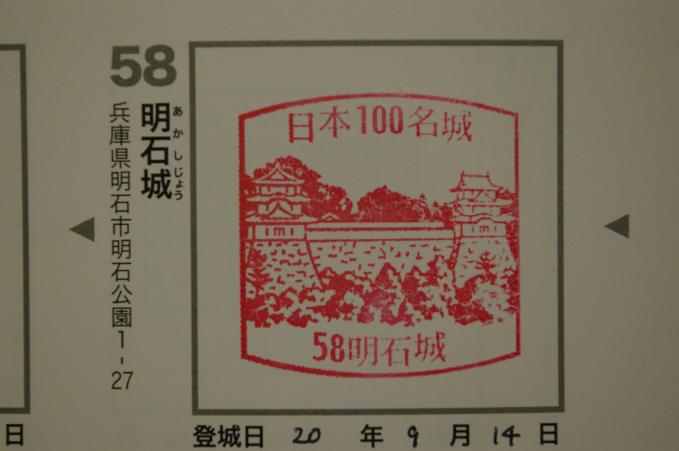 58
明石城
あかしじょう
兵庫県明石市明石公園1-27
日本100名城
58明石城
登城日 20 年 9 月 14 日
日